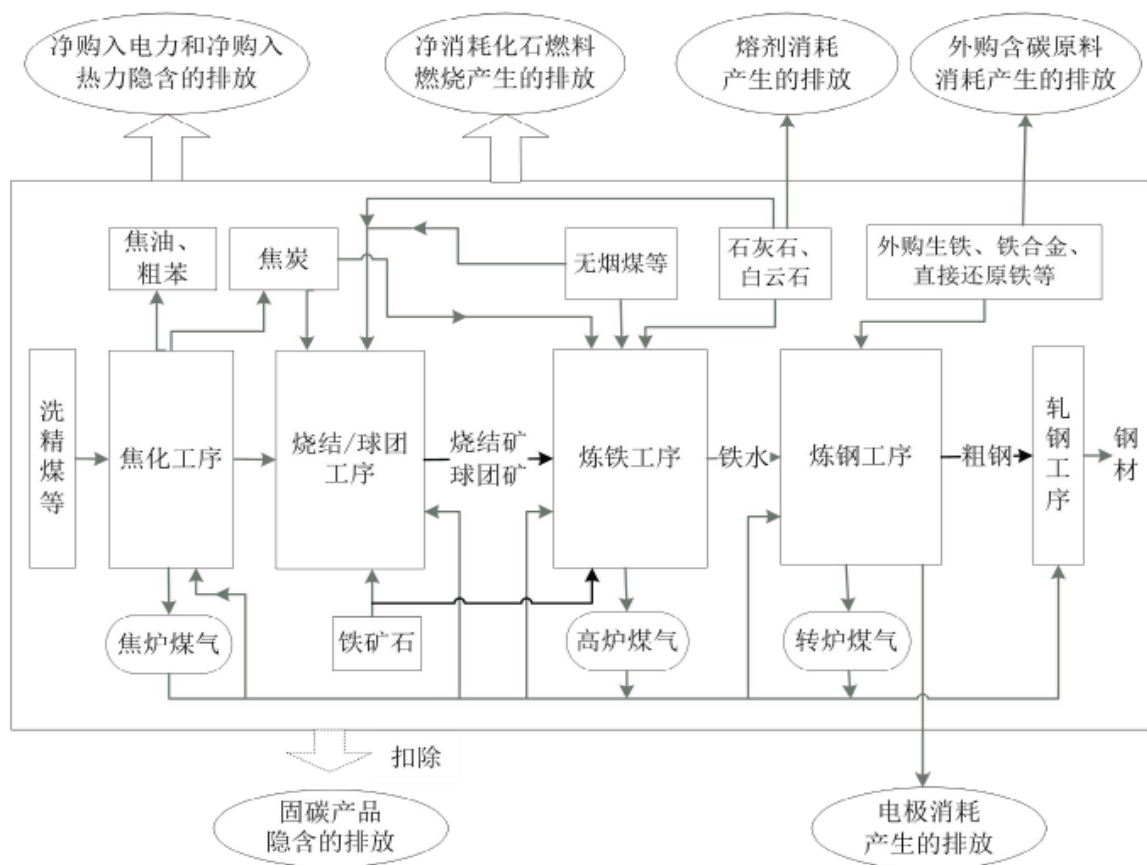 净购入电力和净购入
热力隐含的排放
净消耗化石燃料
燃烧产生的排放
熔剂消耗
产生的排放
外购含碳原料
消耗产生的排放
焦油、
粗苯
焦炭
无烟煤等
石灰石、
白云石
外购生铁、铁合金、
直接还原铁等
洗精煤等
焦化工序
烧结/球团
工序
烧结矿
球团矿
炼铁工序
铁水
炼钢工序
粗钢
轧钢工序
钢材
焦炉煤气
铁矿石
高炉煤气
转炉煤气
扣除
固碳产品
隐含的排放
电极消耗
产生的排放